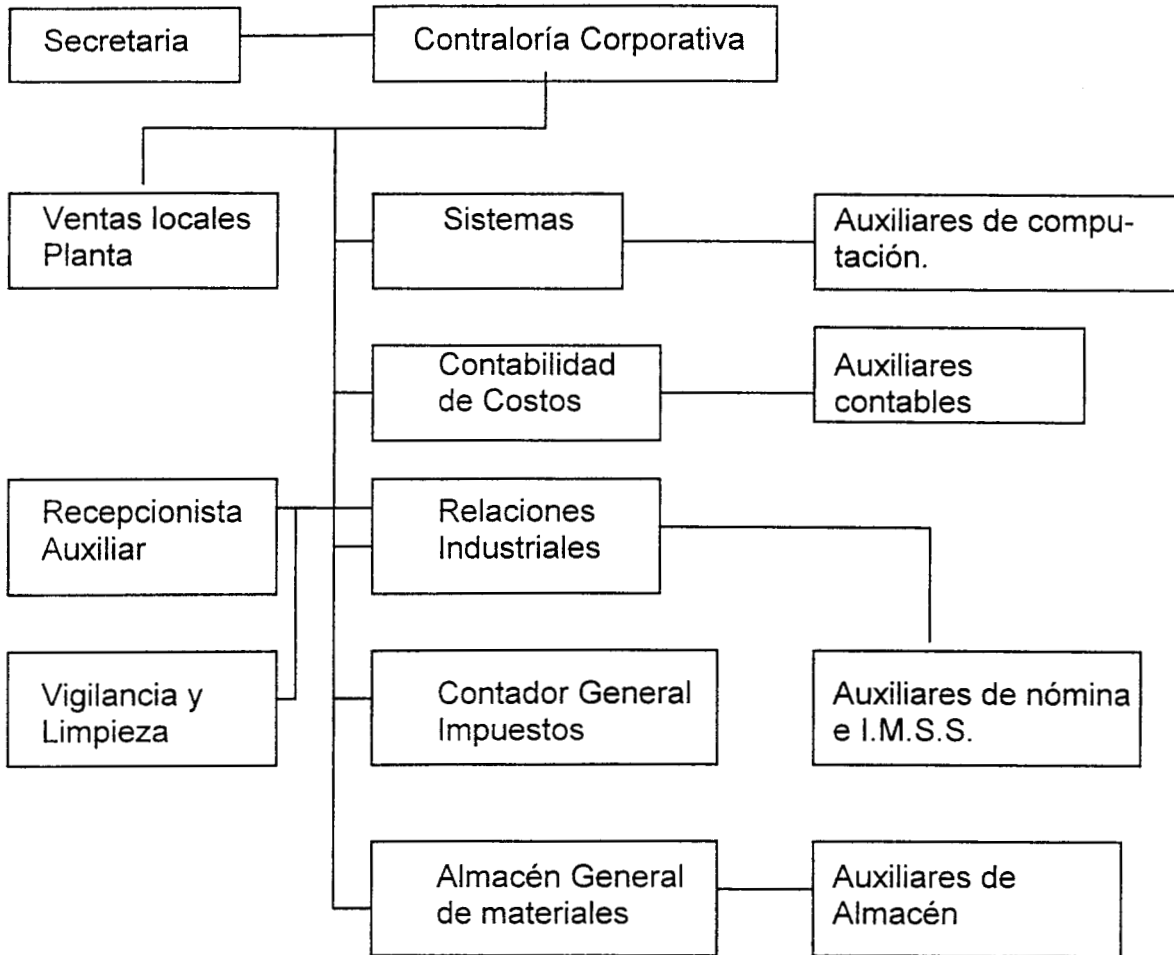 Secretaria
Contraloría Corporativa
Ventas locales
Planta
Sistemas
Auxiliares de compu-
tación.
Contabilidad
de Costos
Auxiliares
contables
Recepcionista
Auxiliar
Relaciones
Industriales
Vigilancia y
Limpieza
Contador General
Impuestos
Auxiliares de nómina
e I.M.S.S.
Almacén General
de materiales
Auxiliares de
Almacén